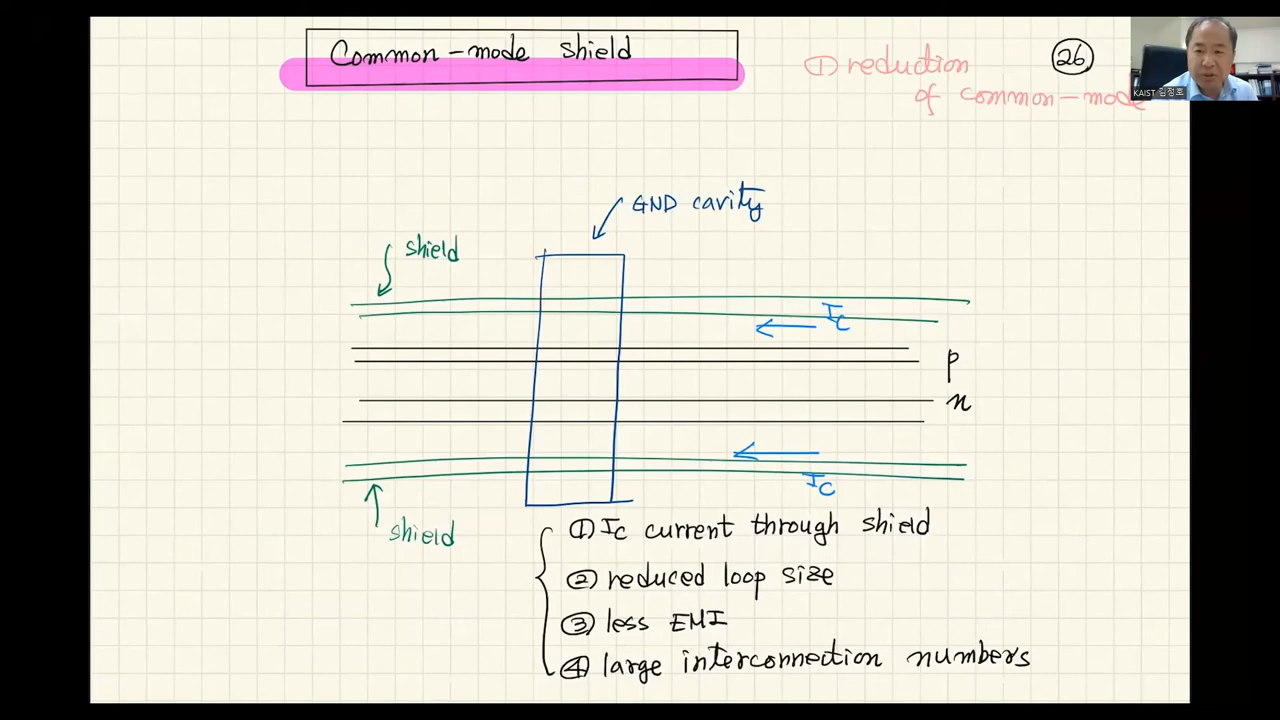 Common-mode shield
① reduction
of common-mode
26
KAIST 김정호
GND cavity
shield
Ic
p
n
Ic
shield
① Ic current through shield
② reduced loop size
③ less EMI
④ large interconnection numbers